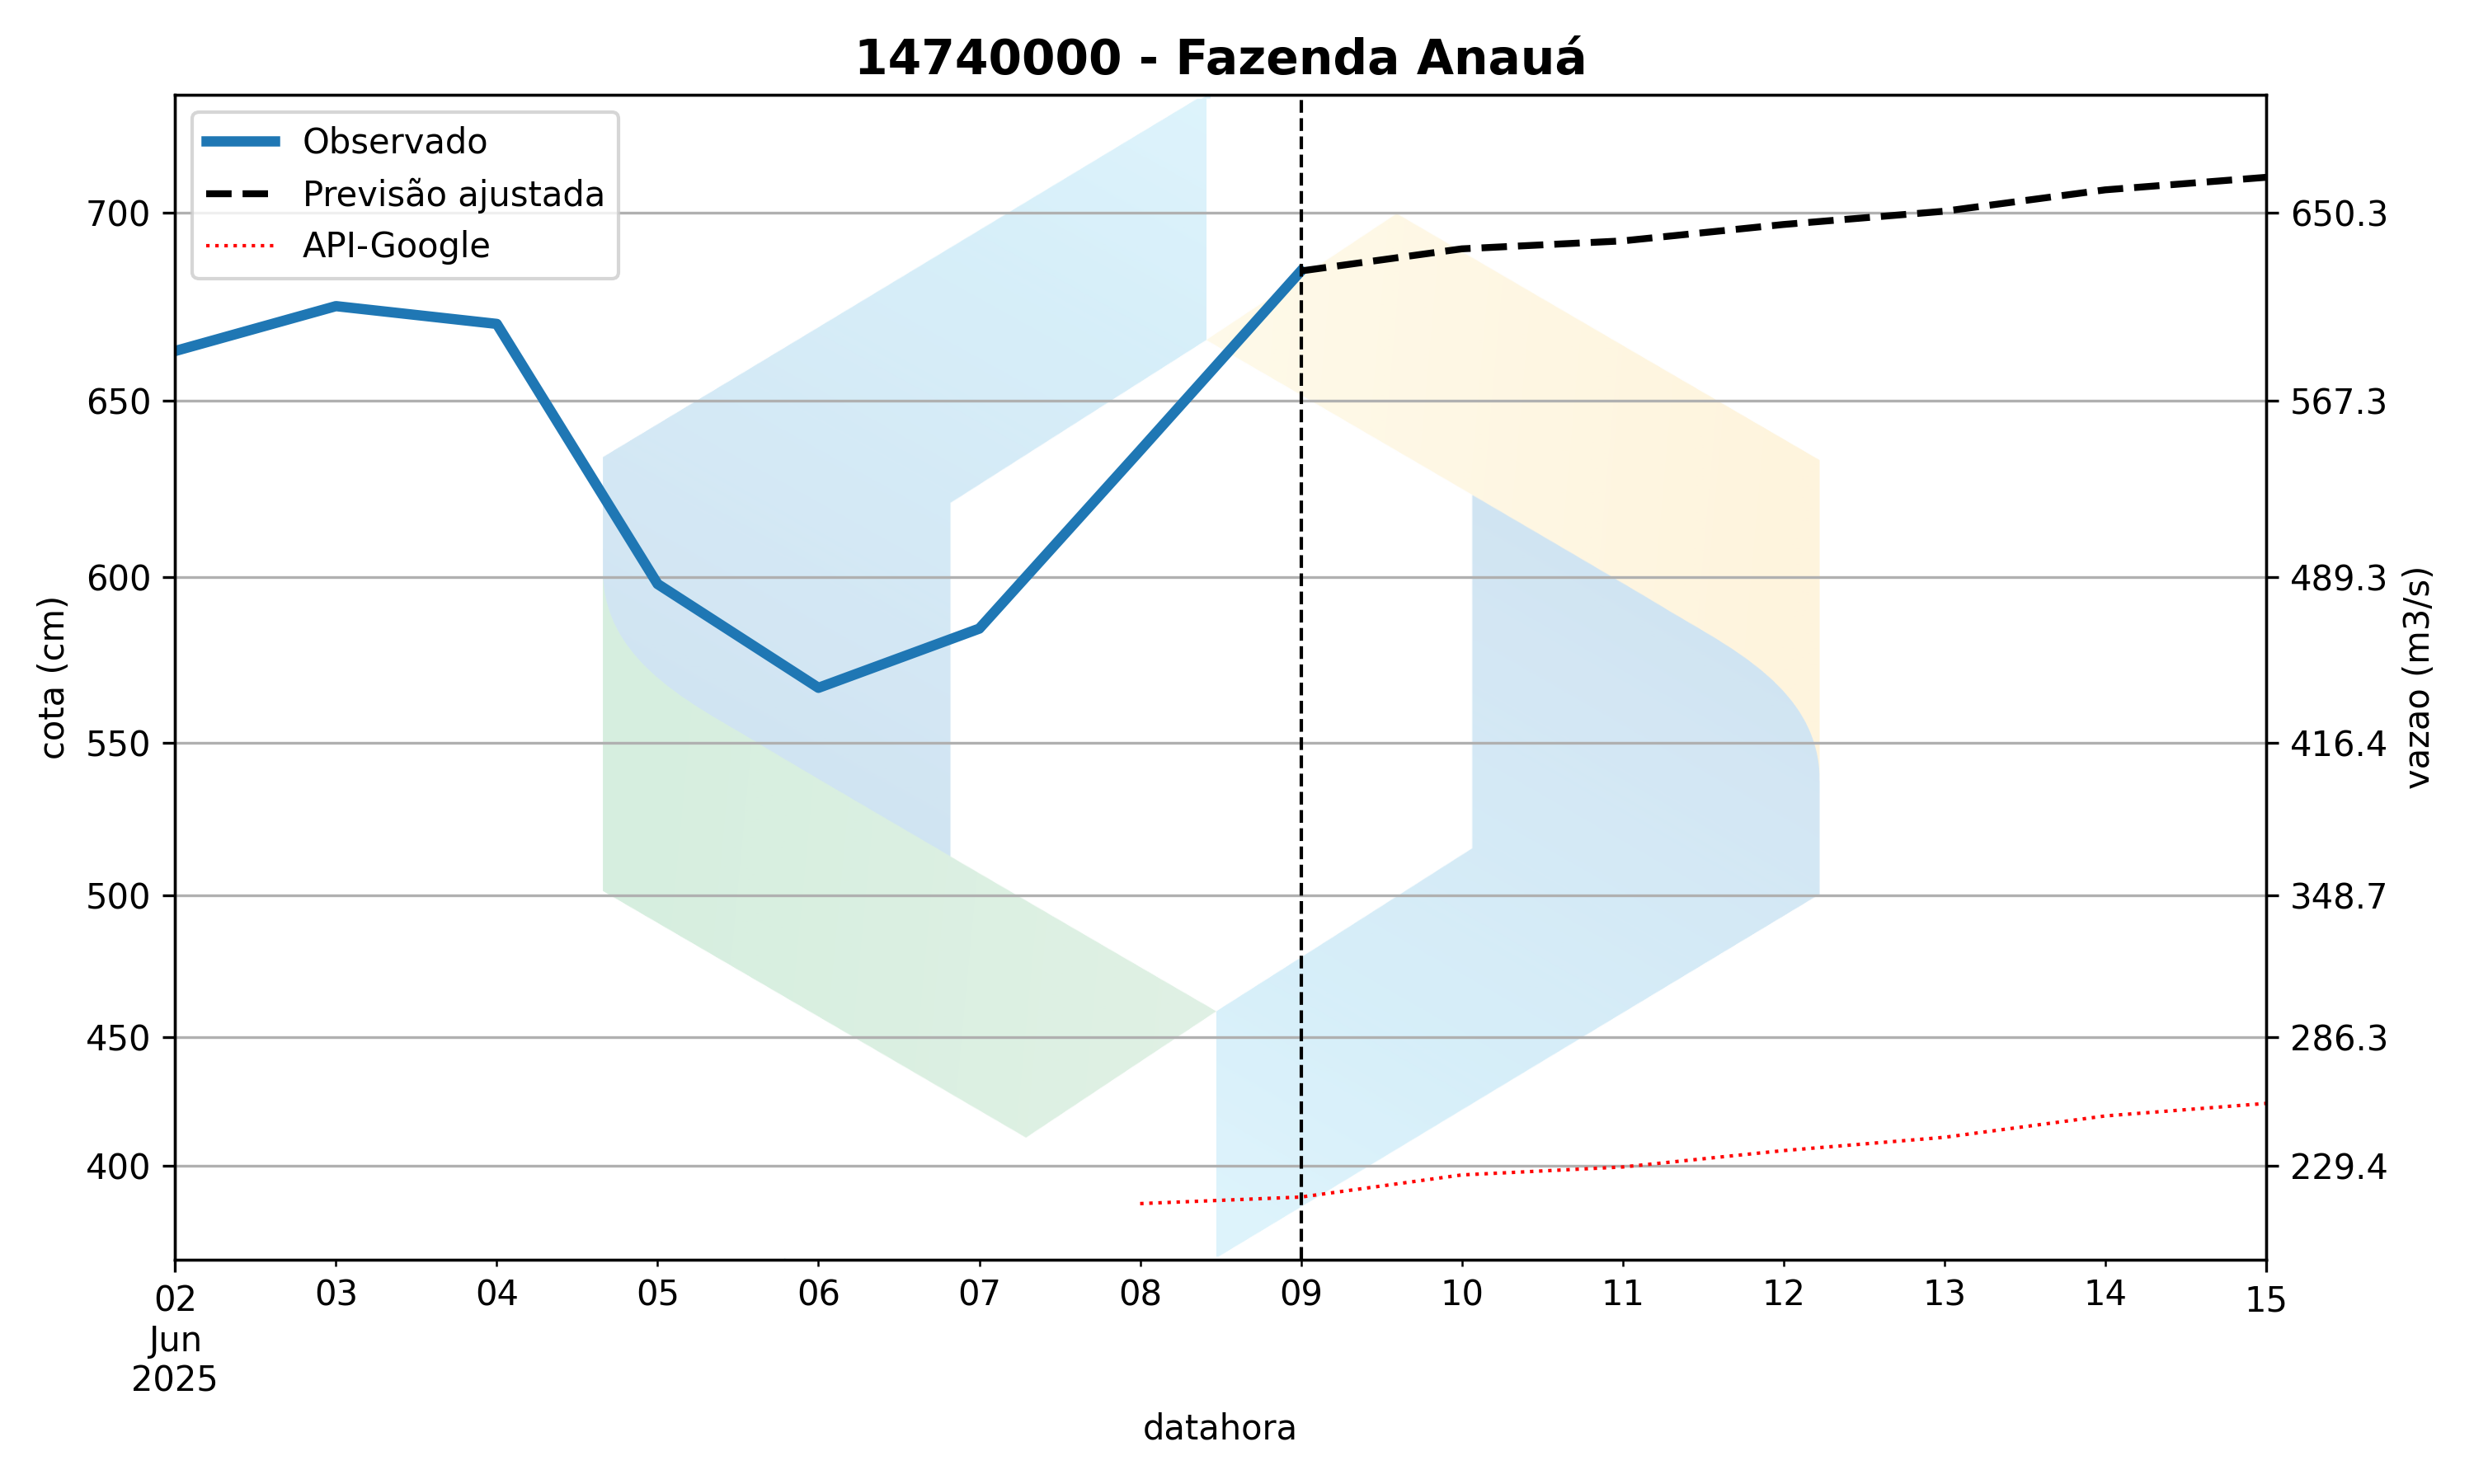 14740000 - Fazenda Anauá
Observado
Previsão ajustada
API-Google
700
650
600
550
500
450
400
cota (cm)
650.3
567.3
489.3
416.4
348.7
286.3
229.4
vazao (m3/s)
02 03 04 05 06 07 08 09 10 11 12 13 14 15
Jun
2025
datahora